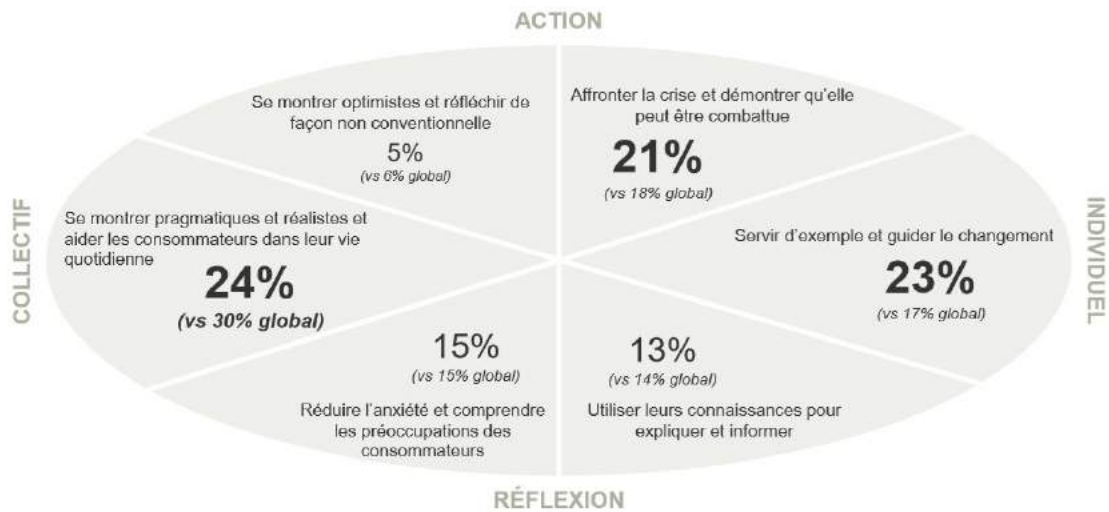 ACTION
Se montrer optimistes et réfléchir de
façon non conventionnelle
5%
(vs 6% global)
Affronter la crise et démontrer qu'elle
peut être combattue
21%
(vs 18% global)
COLLECTIF
Se montrer pragmatiques et réalistes et
aider les consommateurs dans leur vie
quotidienne
24%
(vs 30% global)
Servir d'exemple et guider le changement
23%
(vs 17% global)
INDIVIDUEL
15%
(vs 15% global)
Réduire l'anxiété et comprendre
les préoccupations des
consommateurs
13%
(vs 14% global)
Utiliser leurs connaissances pour
expliquer et informer
RÉFLEXION